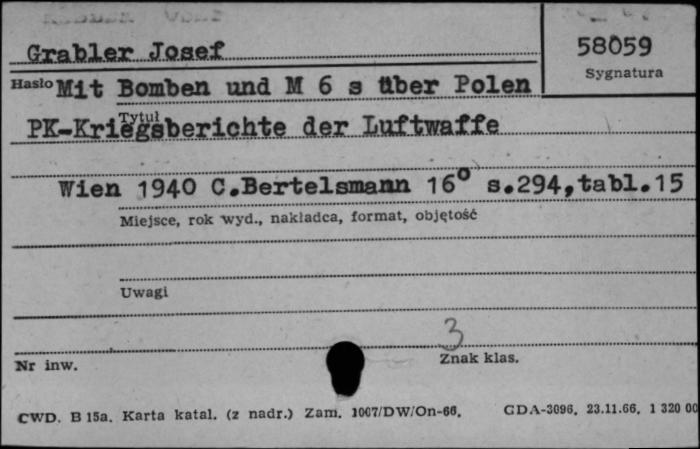 Grabler Josef
58059
Sygnatura
Hasło Mit Bomben und M 6 s über Polen
Tytuł
PK-Kriegsberichte der Luftwaffe
Wien 1940 C.Bertelsmann 16° s.294,tabl.15
Miejsce, rok wyd., nakładca, format, objętość
Uwagi
3
Nr inw.
Znak klas.
CWD. B 15a. Karta katal. (z nadr.) Zam. 1007/DW/On-66. GDA-3096. 23.11.66. 1 320 00